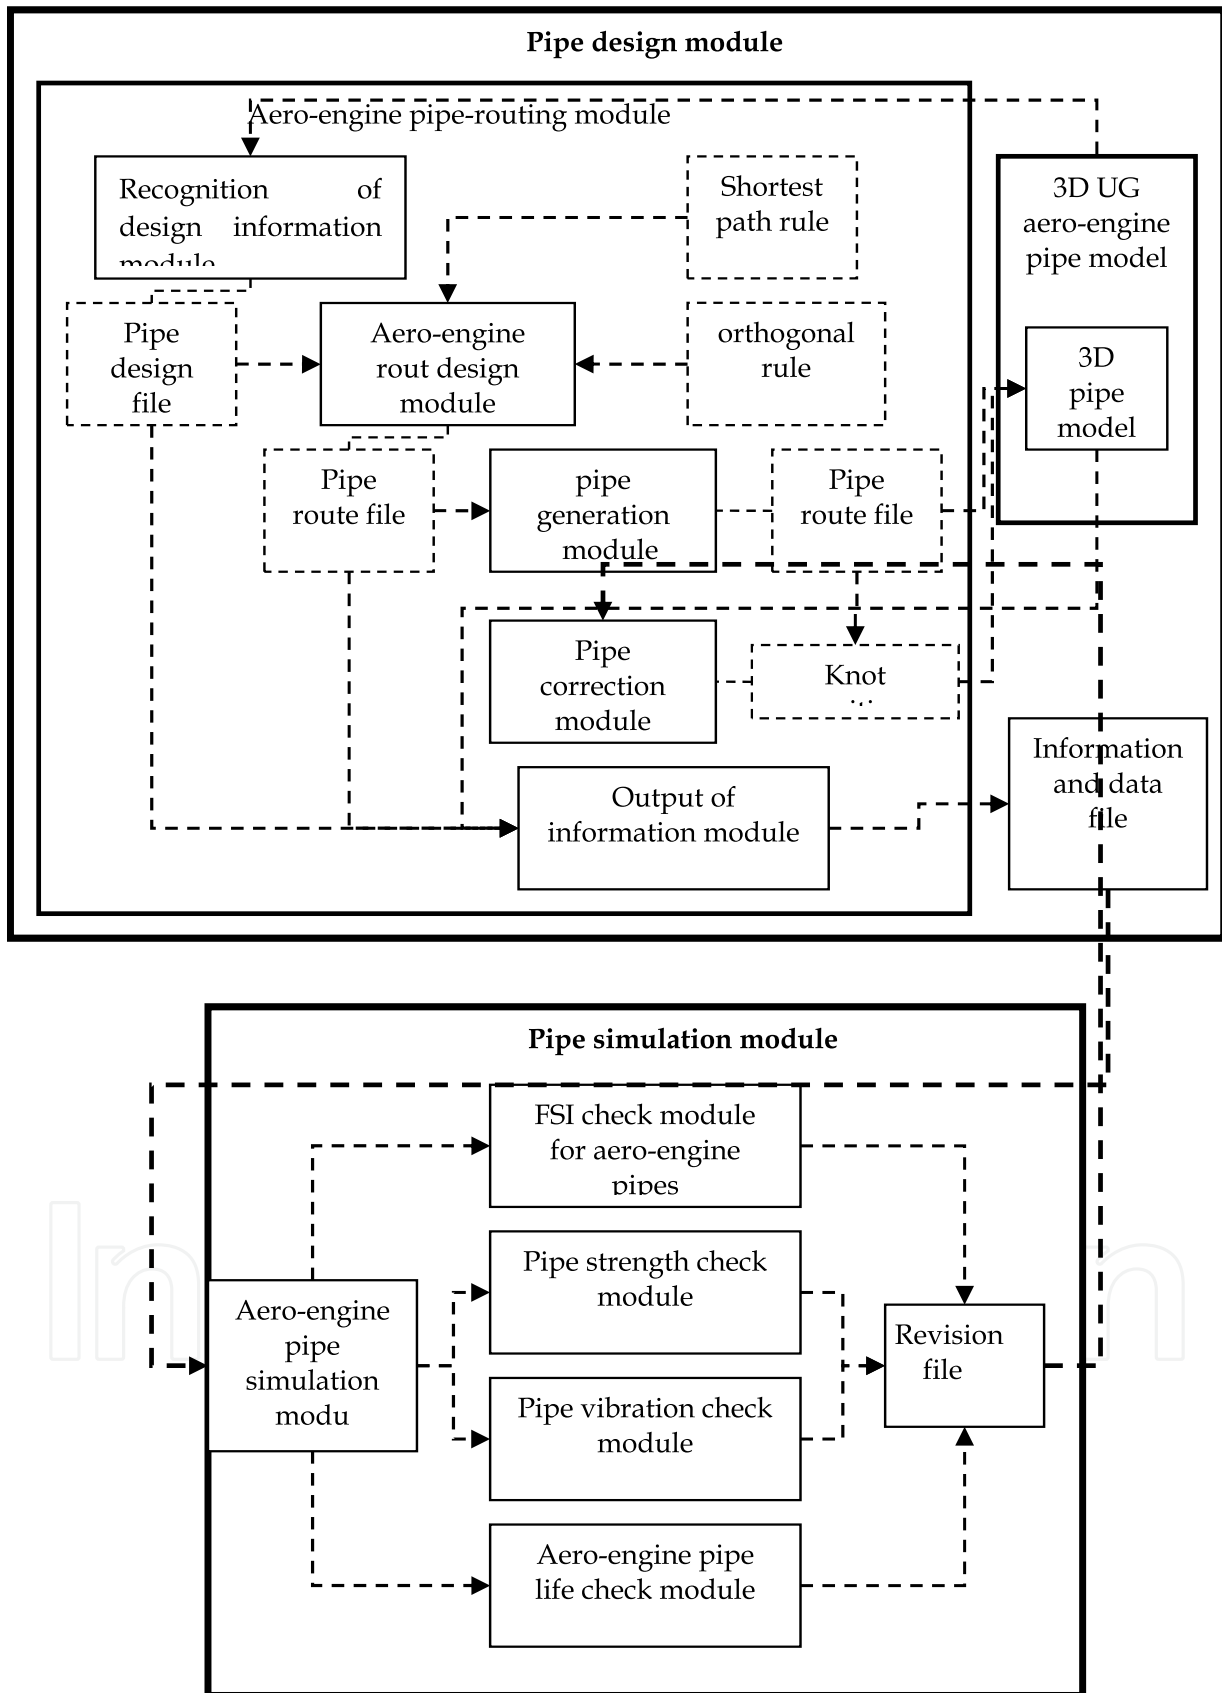 Pipe design module
Aero-engine pipe-routing module
Recognition of
design information
module
Shortest
path rule
3D UG
aero-engine
pipe model
Pipe
design
file
Aero-engine
rout design
module
orthogonal
rule
3D
pipe
model
Pipe
route file
pipe
generation
module
Pipe
route file
Pipe
correction
module
Knot
Information
and data
file
Output of
information module
Pipe simulation module
FSI check module
for aero-engine
pipes
Pipe strength check
module
Aero-engine
pipe
simulation
modu
Revision
file
Pipe vibration check
module
Aero-engine pipe
life check module